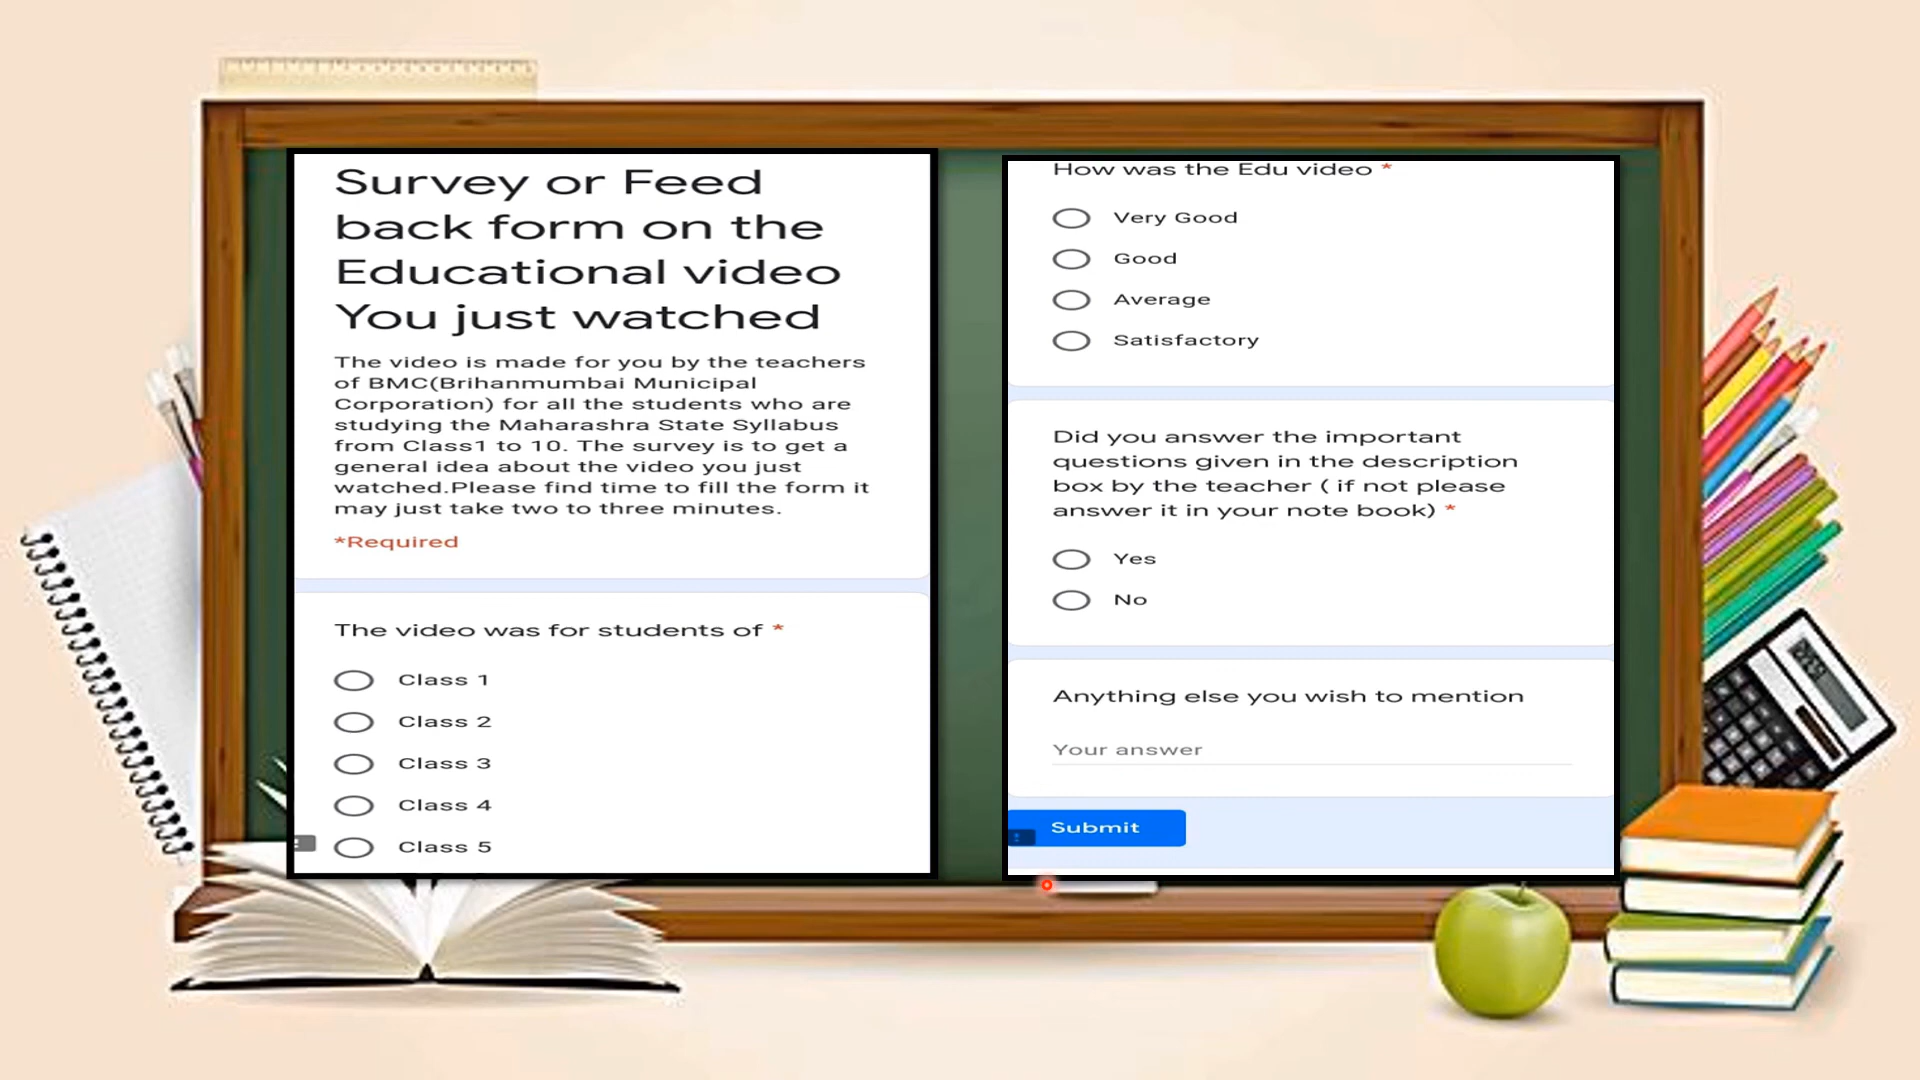 Survey or Feed
back form on the
Educational video
You just watched
The video is made for you by the teachers
of BMC(Brihanmumbai Municipal
Corporation) for all the students who are
studying the Maharashra State Syllabus
from Class1 to 10. The survey is to get a
general idea about the video you just
watched.Please find time to fill the form it
may just take two to three minutes.
*Required
The video was for students of *
Class 1
Class 2
Class 3
Class 4
Class 5
How was the Edu video *
Very Good
Good
Average
Satisfactory
Did you answer the important
questions given in the description
box by the teacher ( if not please
answer it in your note book) *
Yes
No
Anything else you wish to mention
Your answer
Submit